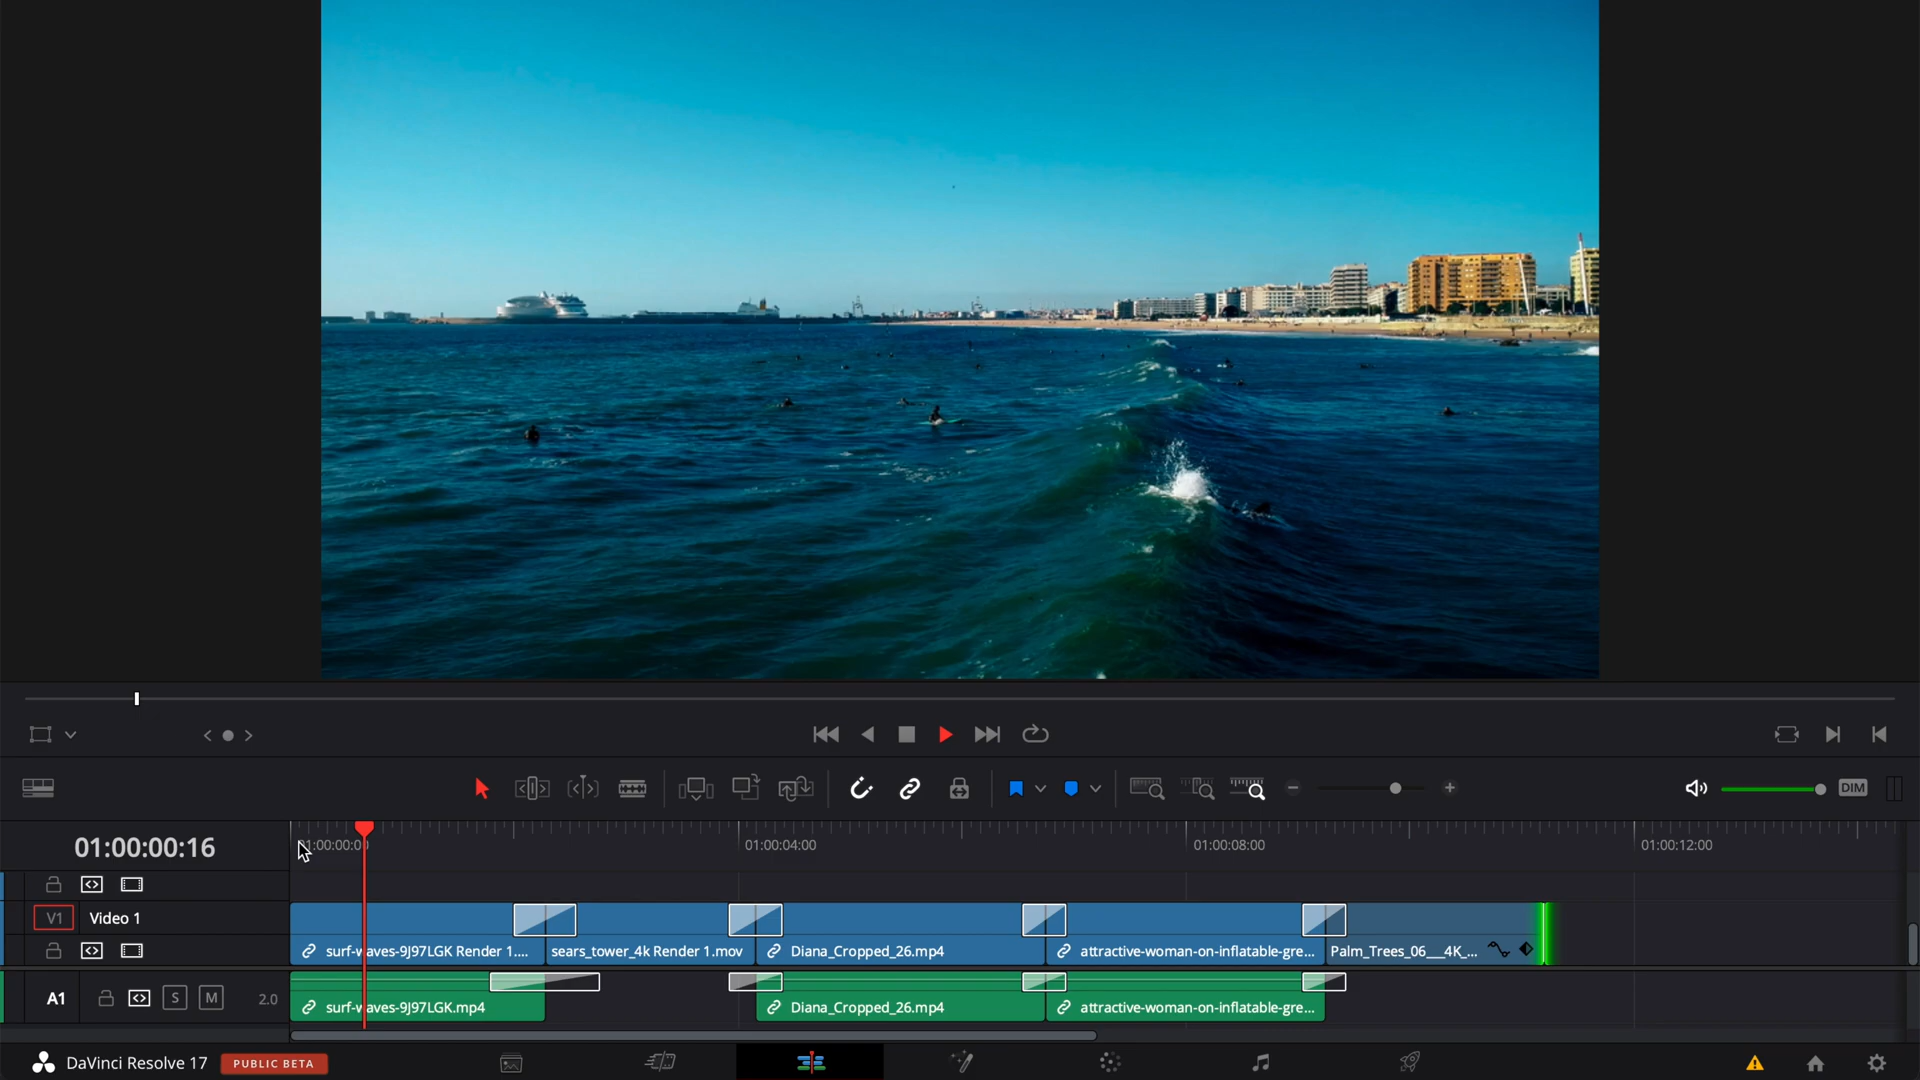 DIM
01:00:00:16
01:00:00:00
01:00:04:00
01:00:08:00
01:00:12:00
V1
Video 1
surf-waves-9J97LGK Render 1....
sears_tower_4k Render 1.mov
Diana_Cropped_26.mp4
attractive-woman-on-inflatable-gre...
Palm_Trees_06__4K_...
A1
S
M
2.0
surf-waves-9J97LGK.mp4
Diana_Cropped_26.mp4
attractive-woman-on-inflatable-gre...
DaVinci Resolve 17
PUBLIC BETA